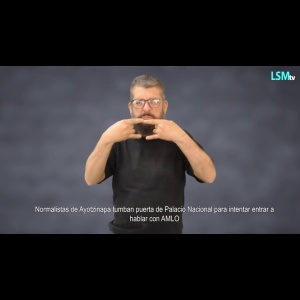 LSMtv
Normalistas de Ayotzinapa tumban puerta de Palacio Nacional para intentar entrar a
hablar con AMLO